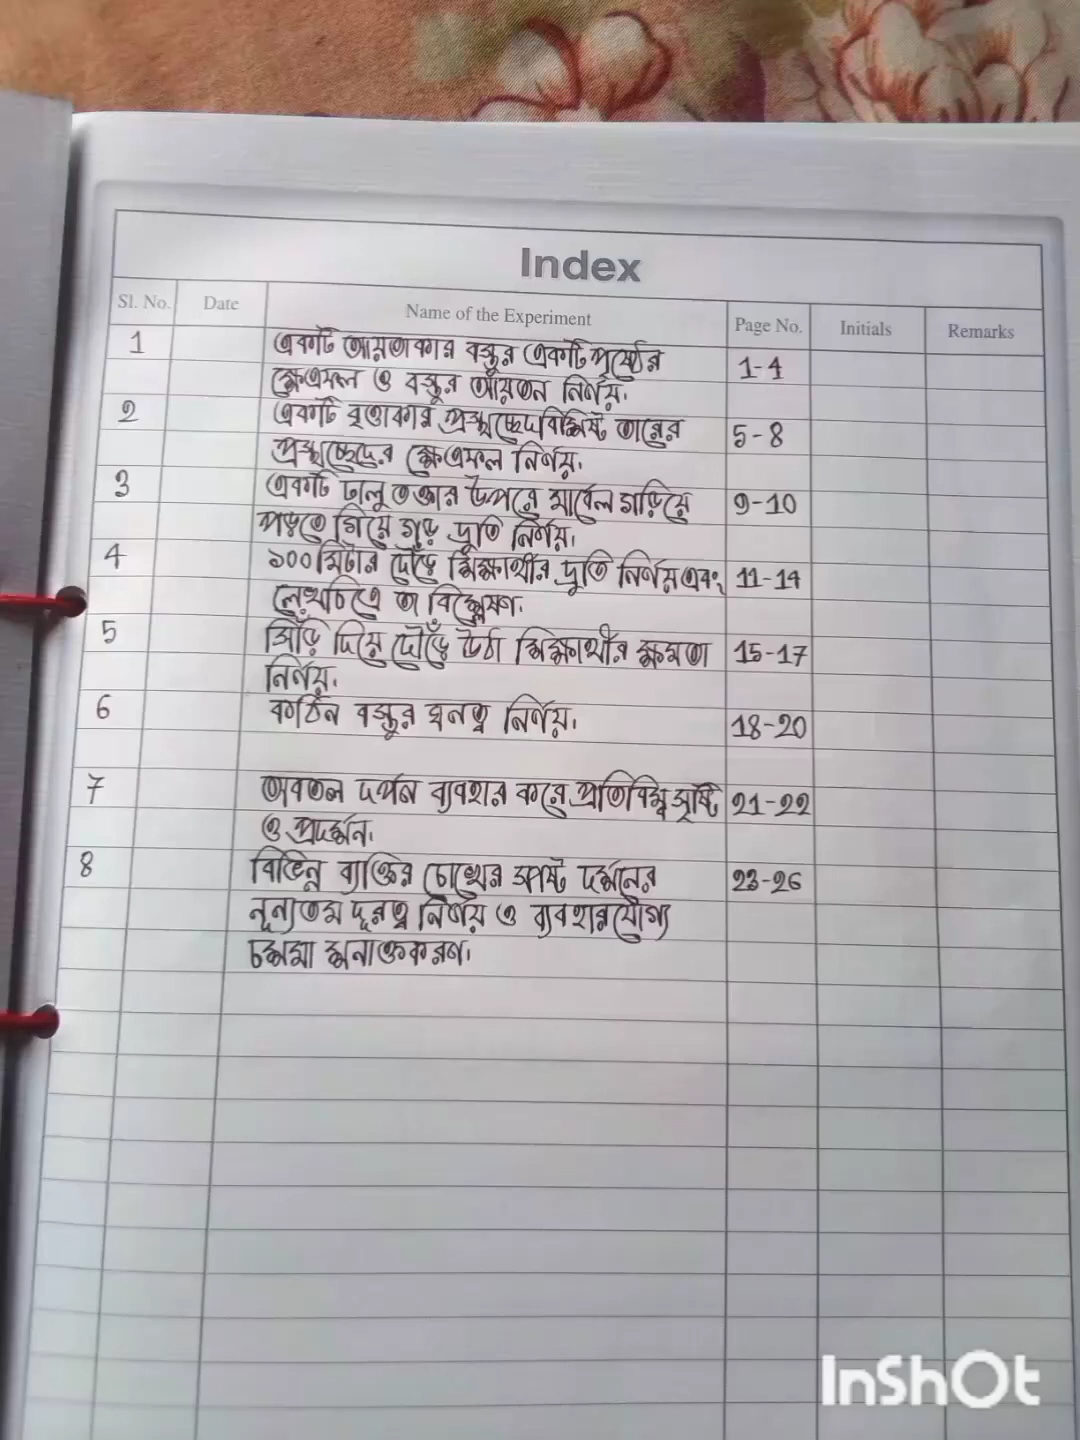 Index
Sl. No. Date Name of the Experiment Page No. Initials Remarks
1 একটি আয়তাকার বস্তুর একটি পৃষ্ঠের 1-4
ক্ষেত্রফল ও বস্তুর আয়তন নির্ণয়।
2 একটি বৃত্তাকার প্রস্থচ্ছেদবিশিষ্ট তারের 5-8
প্রস্থচ্ছেদের ক্ষেত্রফল নির্ণয়।
3 একটি ঢালু তক্তার উপরে মার্বেল গড়িয়ে 9-10
পড়তে গিয়ে গড় দ্রুতি নির্ণয়।
4 ১০০মিটার দৌঁড়ে শিক্ষার্থীর দ্রুতি নির্ণয় এবং 11-14
লেখচিত্রে তা বিশ্লেষণ।
5 সিঁড়ি দিয়ে দৌঁড়ে উঠা শিক্ষার্থীর ক্ষমতা 15-17
নির্ণয়।
6 কঠিন বস্তুর ঘনত্ব নির্ণয়। 18-20
7 অবতল দর্পন ব্যবহার করে প্রতিবিম্ব সৃষ্টি 21-22
ও প্রদর্শন।
8 বিভিন্ন ব্যাক্তির চোখের স্পষ্ট দর্শনের 23-26
নূন্যতম দূরত্ব নির্ণয় ও ব্যবহারযোগ্য
চশমা শনাক্তকরণ।
InShOt